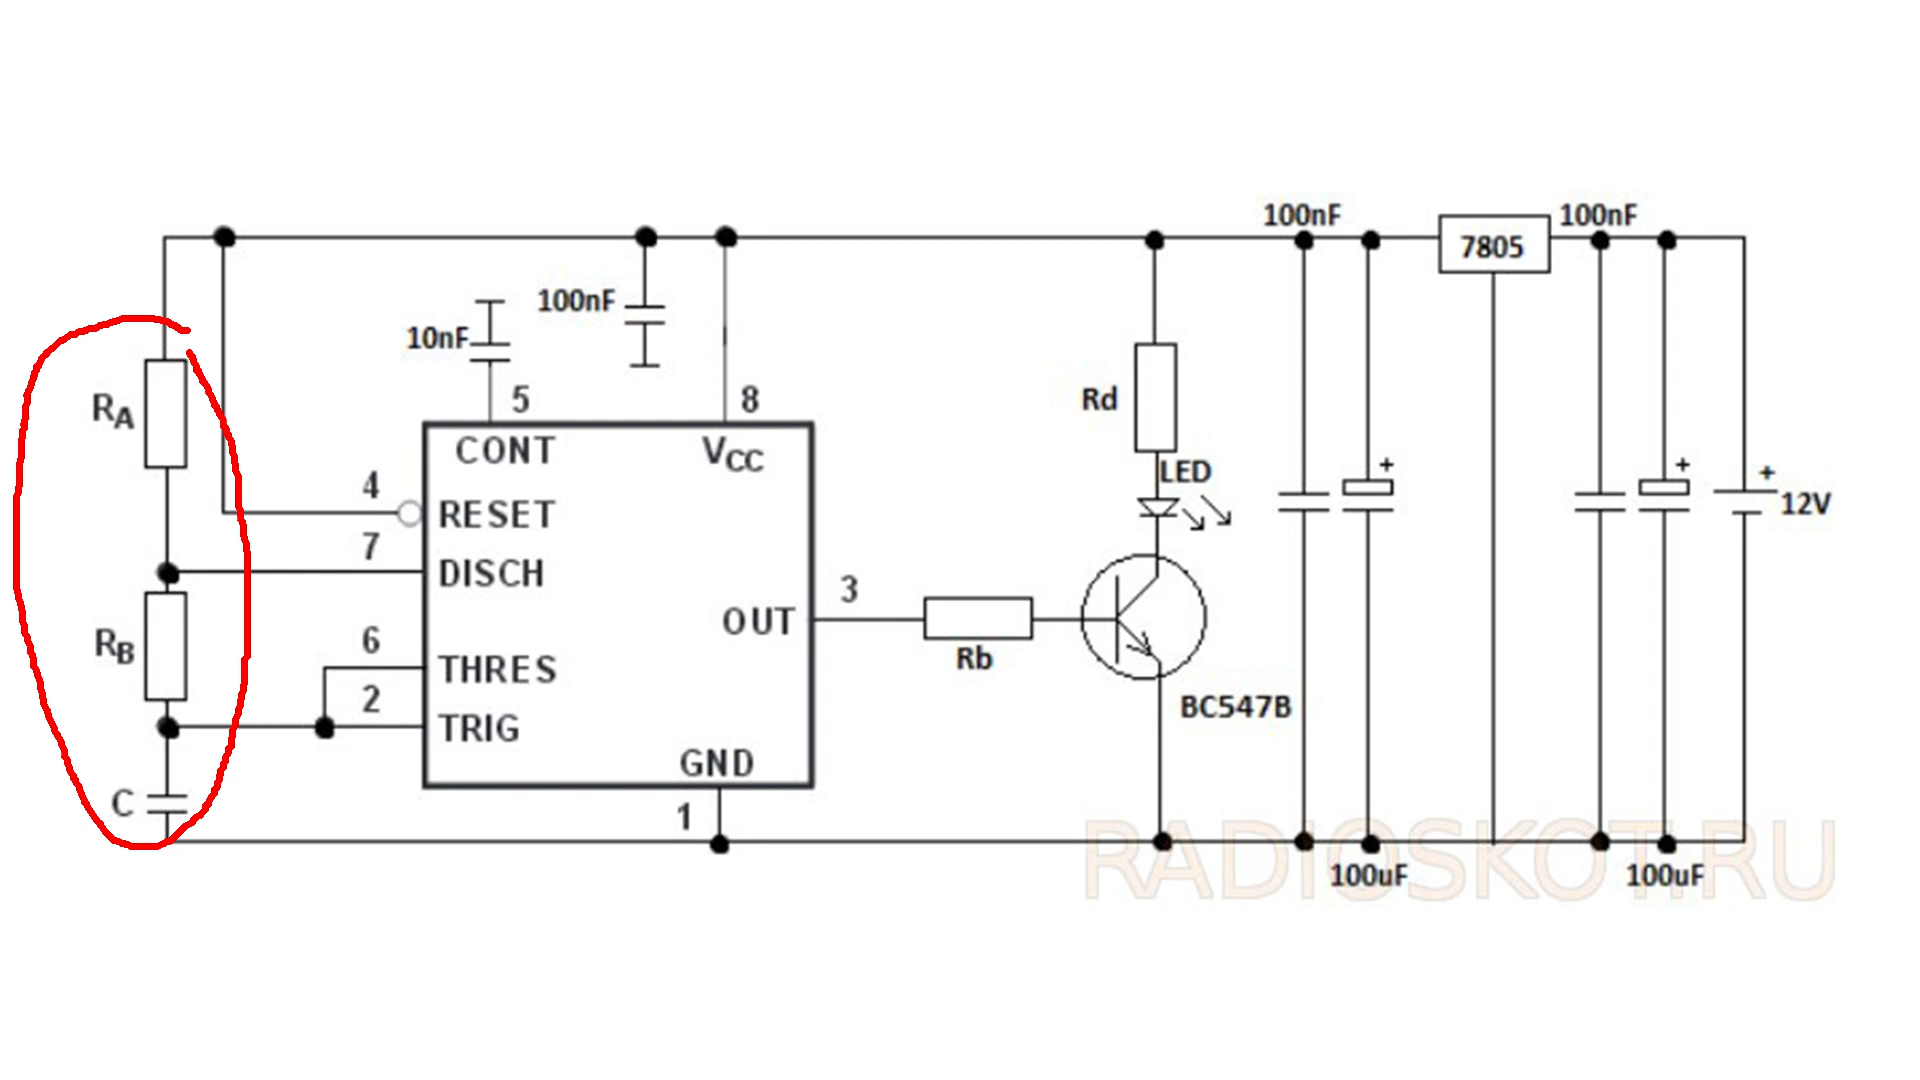 100nF
7805
100nF
100nF
10nF
5
8
RA
CONT
VCC
Rd
LED
+
+
+
4
RESET
12V
7
DISCH
3
6
OUT
RB
THRES
Rb
2
TRIG
BC547B
GND
C
1
RADIOSKOT.RU
100uF
100uF